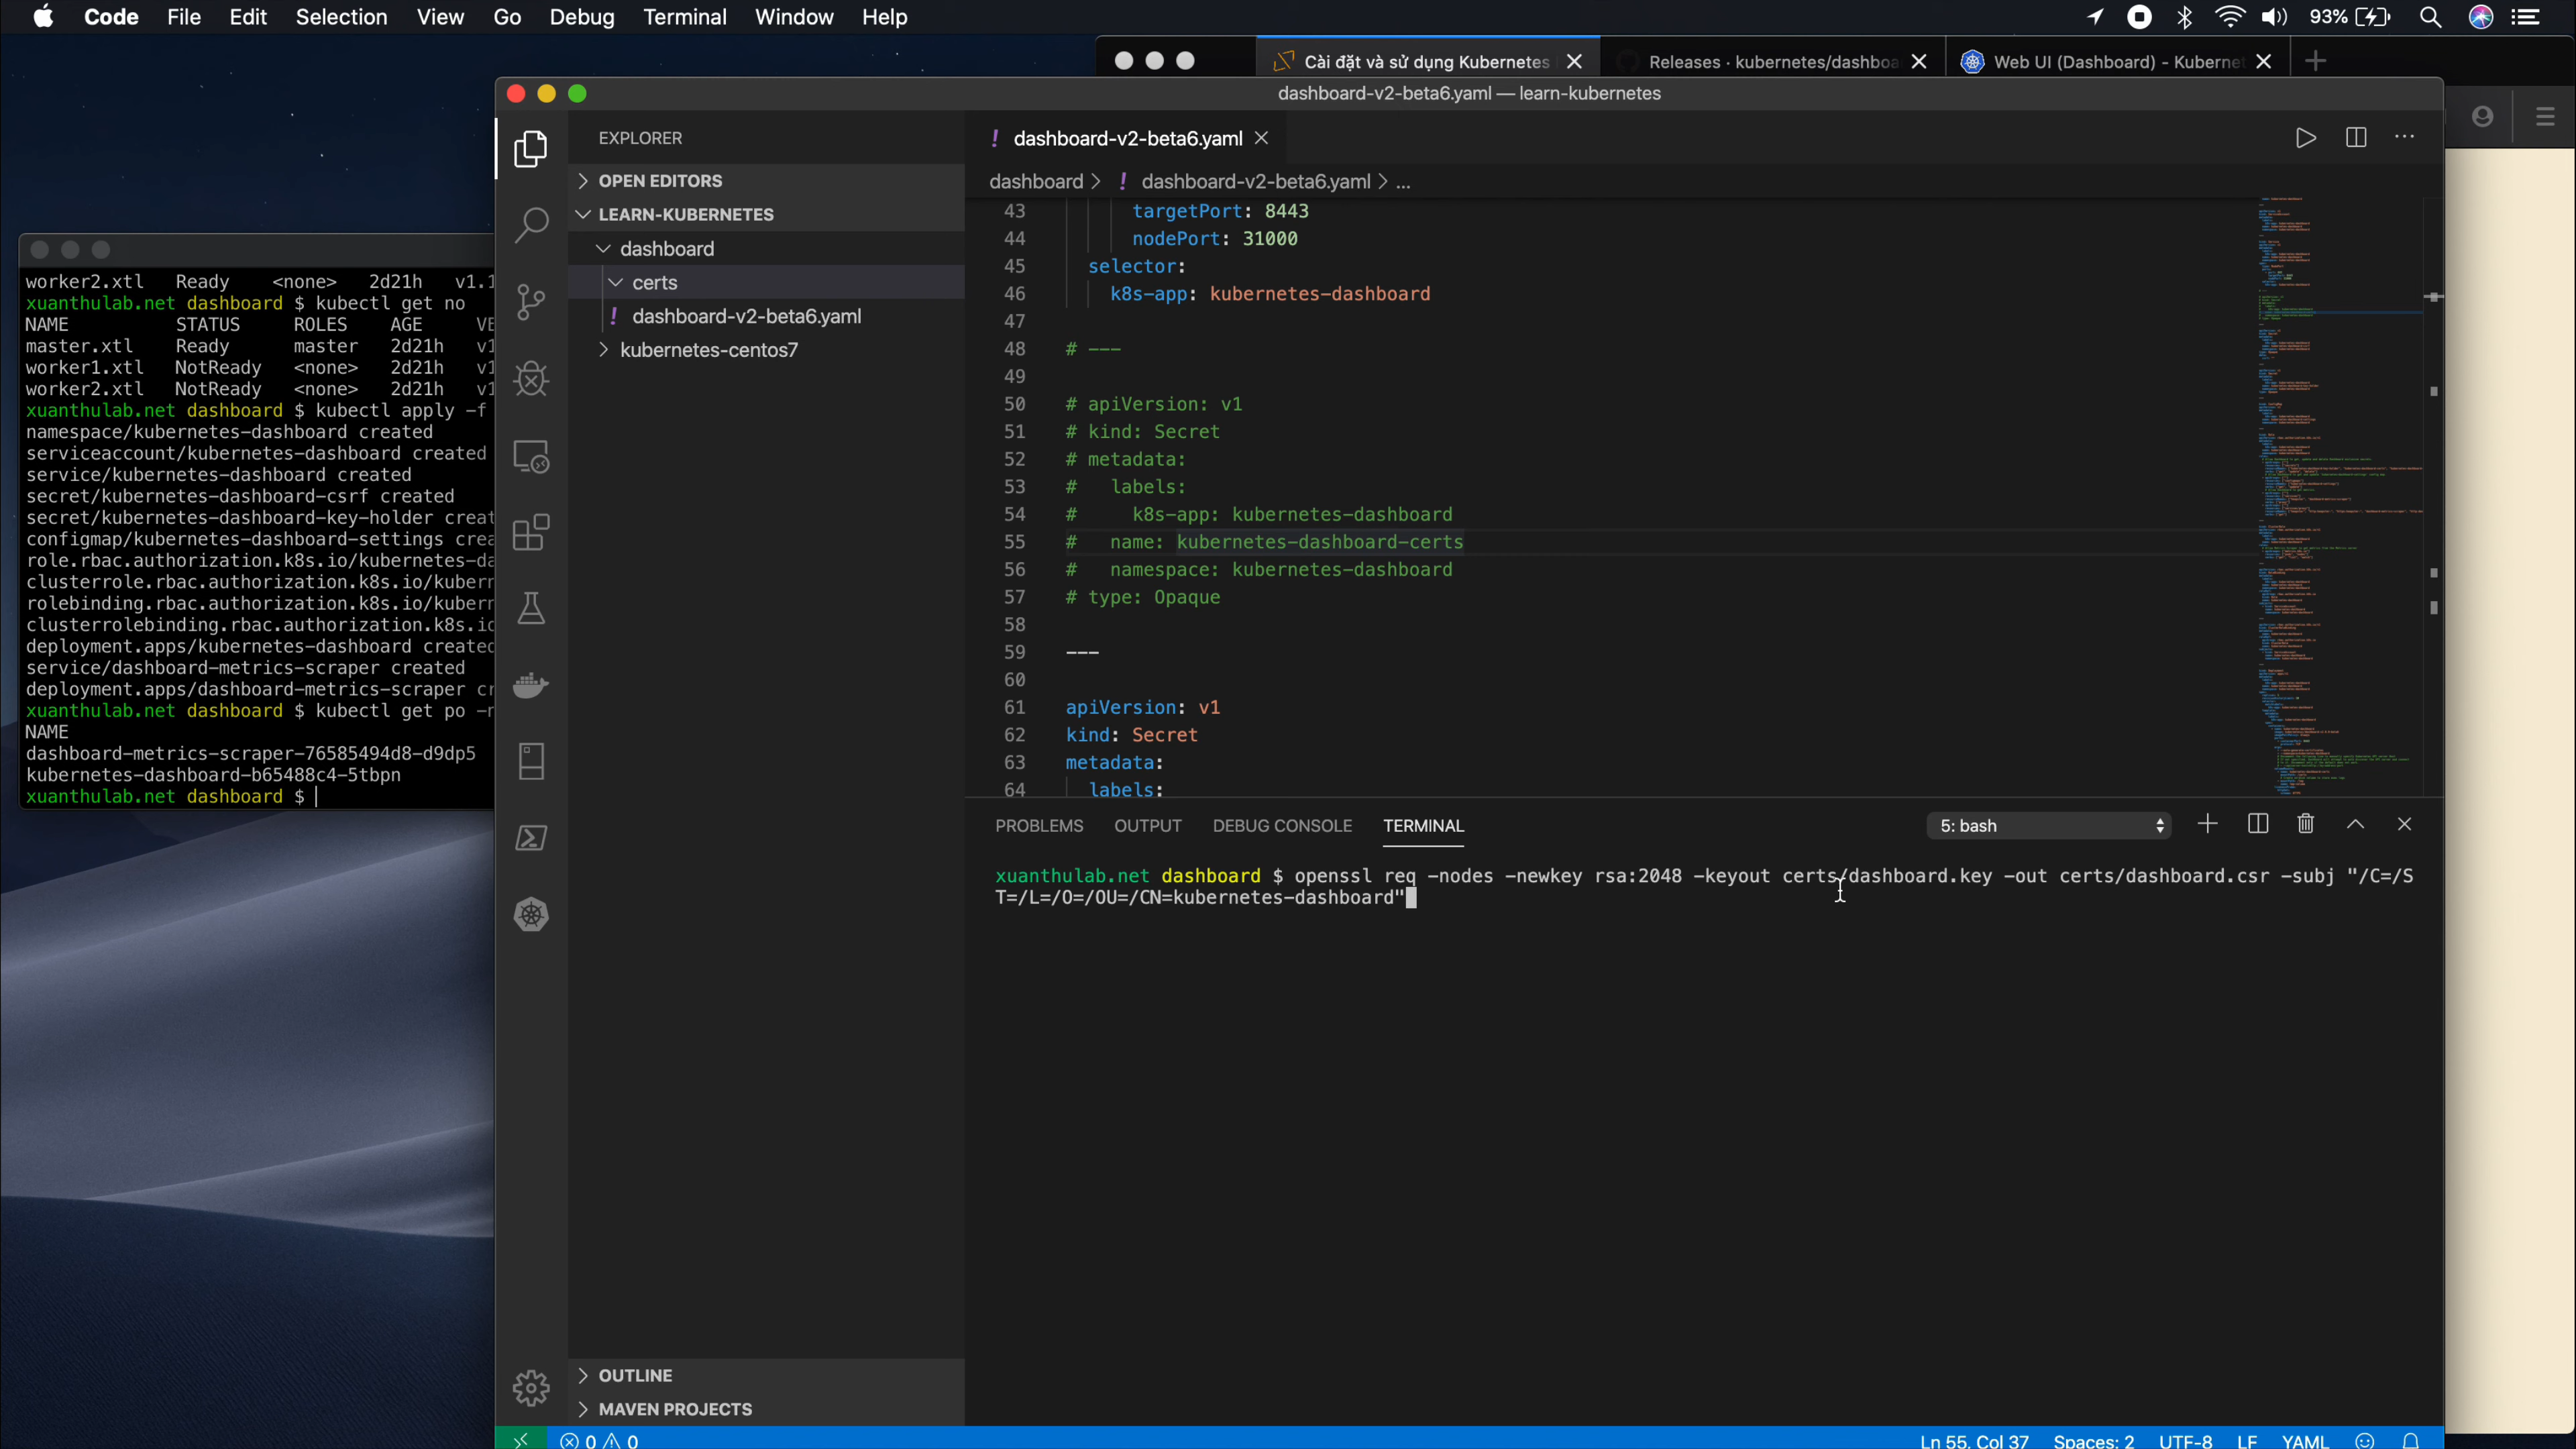 Code File Edit Selection View Go Debug Terminal Window Help
93%
Cài đặt và sử dụng Kubernetes
Releases · kubernetes/dashboa
Web UI (Dashboard) - Kubernet
dashboard-v2-beta6.yaml — learn-kubernetes
worker2.xtl Ready <none> 2d21h v1.1
xuanthulab.net dashboard $ kubectl get no
NAME STATUS ROLES AGE VE
master.xtl Ready master 2d21h v1
worker1.xtl NotReady <none> 2d21h v1
worker2.xtl NotReady <none> 2d21h v1
xuanthulab.net dashboard $ kubectl apply -f
namespace/kubernetes-dashboard created
serviceaccount/kubernetes-dashboard created
service/kubernetes-dashboard created
secret/kubernetes-dashboard-csrf created
secret/kubernetes-dashboard-key-holder creat
configmap/kubernetes-dashboard-settings crea
role.rbac.authorization.k8s.io/kubernetes-da
clusterrole.rbac.authorization.k8s.io/kubern
rolebinding.rbac.authorization.k8s.io/kubern
clusterrolebinding.rbac.authorization.k8s.io
deployment.apps/kubernetes-dashboard created
service/dashboard-metrics-scraper created
deployment.apps/dashboard-metrics-scraper cr
xuanthulab.net dashboard $ kubectl get po -n
NAME
dashboard-metrics-scraper-76585494d8-d9dp5
kubernetes-dashboard-b65488c4-5tbpn
xuanthulab.net dashboard $
EXPLORER
OPEN EDITORS
LEARN-KUBERNETES
dashboard
certs
! dashboard-v2-beta6.yaml
kubernetes-centos7
OUTLINE
MAVEN PROJECTS
! dashboard-v2-beta6.yaml
dashboard > ! dashboard-v2-beta6.yaml > ...
43 targetPort: 8443
44 nodePort: 31000
45 selector:
46 k8s-app: kubernetes-dashboard
47
48 # ---
49
50 # apiVersion: v1
51 # kind: Secret
52 # metadata:
53 # labels:
54 # k8s-app: kubernetes-dashboard
55 # name: kubernetes-dashboard-certs
56 # namespace: kubernetes-dashboard
57 # type: Opaque
58
59 ---
60
61 apiVersion: v1
62 kind: Secret
63 metadata:
64 labels:
PROBLEMS OUTPUT DEBUG CONSOLE TERMINAL
5: bash
xuanthulab.net dashboard $ openssl req -nodes -newkey rsa:2048 -keyout certs/dashboard.key -out certs/dashboard.csr -subj "/C=/S
T=/L=/O=/OU=/CN=kubernetes-dashboard"
0 0
Ln 55, Col 37 Spaces: 2 UTF-8 LF YAML